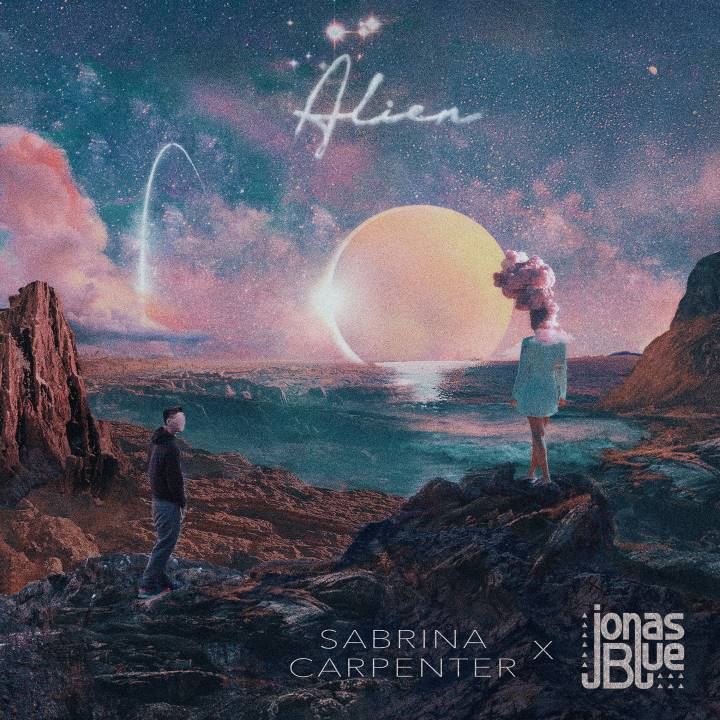 Alien
SABRINA
CARPENTER X
jonas
Blue